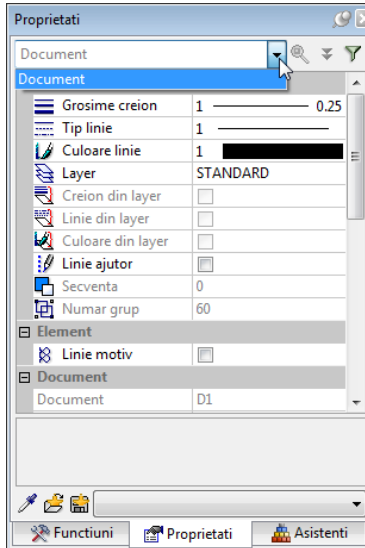 Proprietati
Document
Document
Grosime creion 1 0.25
Tip linie 1
Culoare linie 1
Layer STANDARD
Creion din layer
Linie din layer
Culoare din layer
Linie ajutor
Secventa 0
Numar grup 60
Element
Linie motiv
Document
Document D1
Functiuni Proprietati Asistenti